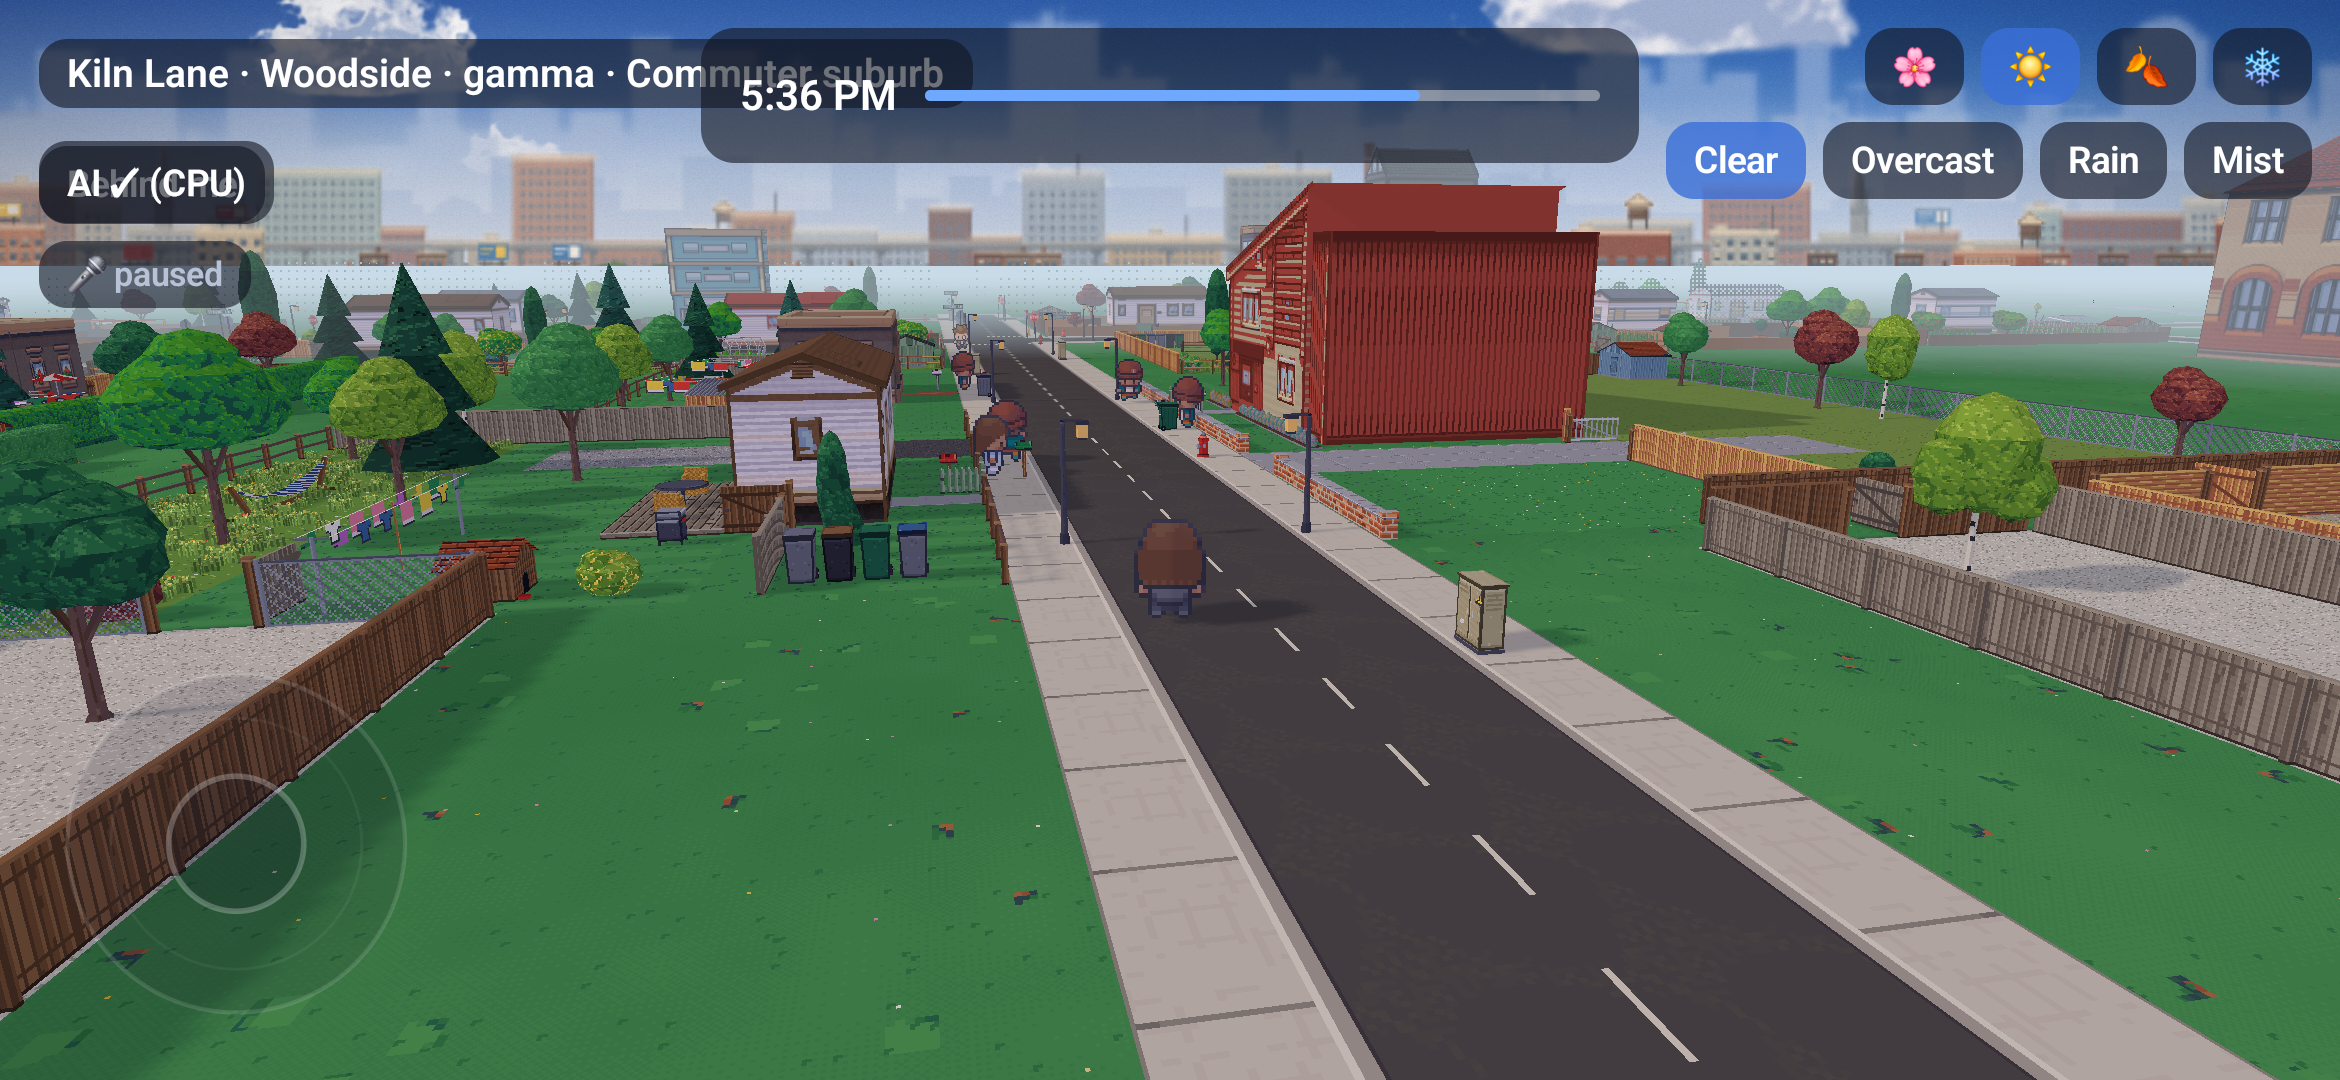 Kiln Lane · Woodside · gamma · Commuter suburb
5:36 PM
Clear
Overcast
Rain
Mist
AI ✓ (CPU)
paused